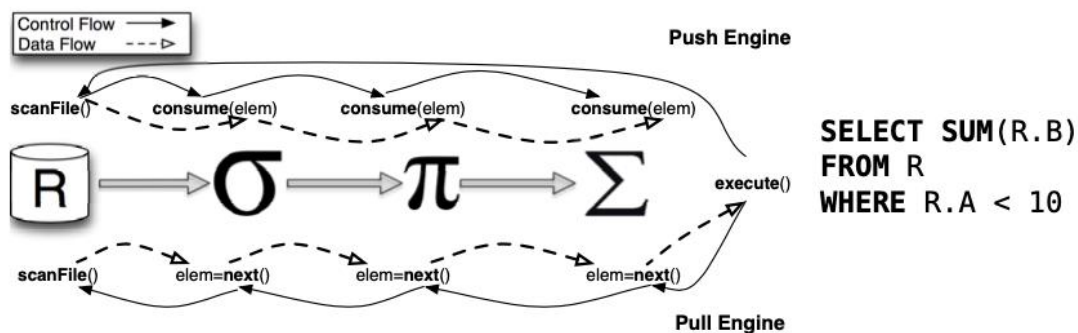 Control Flow
Data Flow
Push Engine
scanFile() consume(elem) consume(elem) consume(elem)
R σ π Σ
execute()
scanFile() elem=next() elem=next() elem=next()
Pull Engine
SELECT SUM(R.B)
FROM R
WHERE R.A < 10